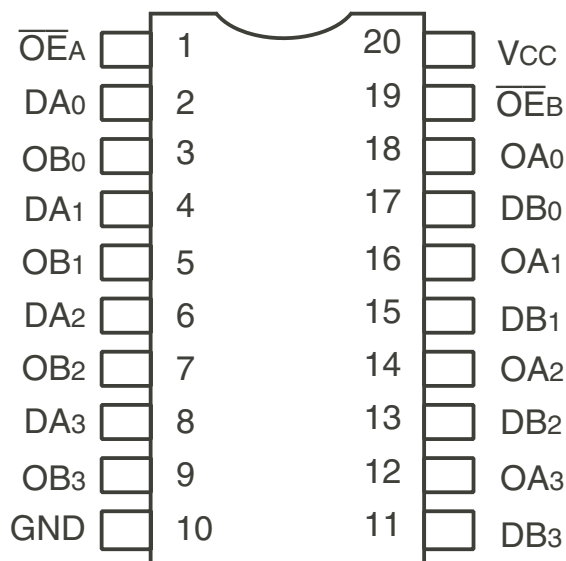 O̅E̅A 1 20 VCC
DA0 2 19 O̅E̅B
OB0 3 18 OA0
DA1 4 17 DB0
OB1 5 16 OA1
DA2 6 15 DB1
OB2 7 14 OA2
DA3 8 13 DB2
OB3 9 12 OA3
GND 10 11 DB3